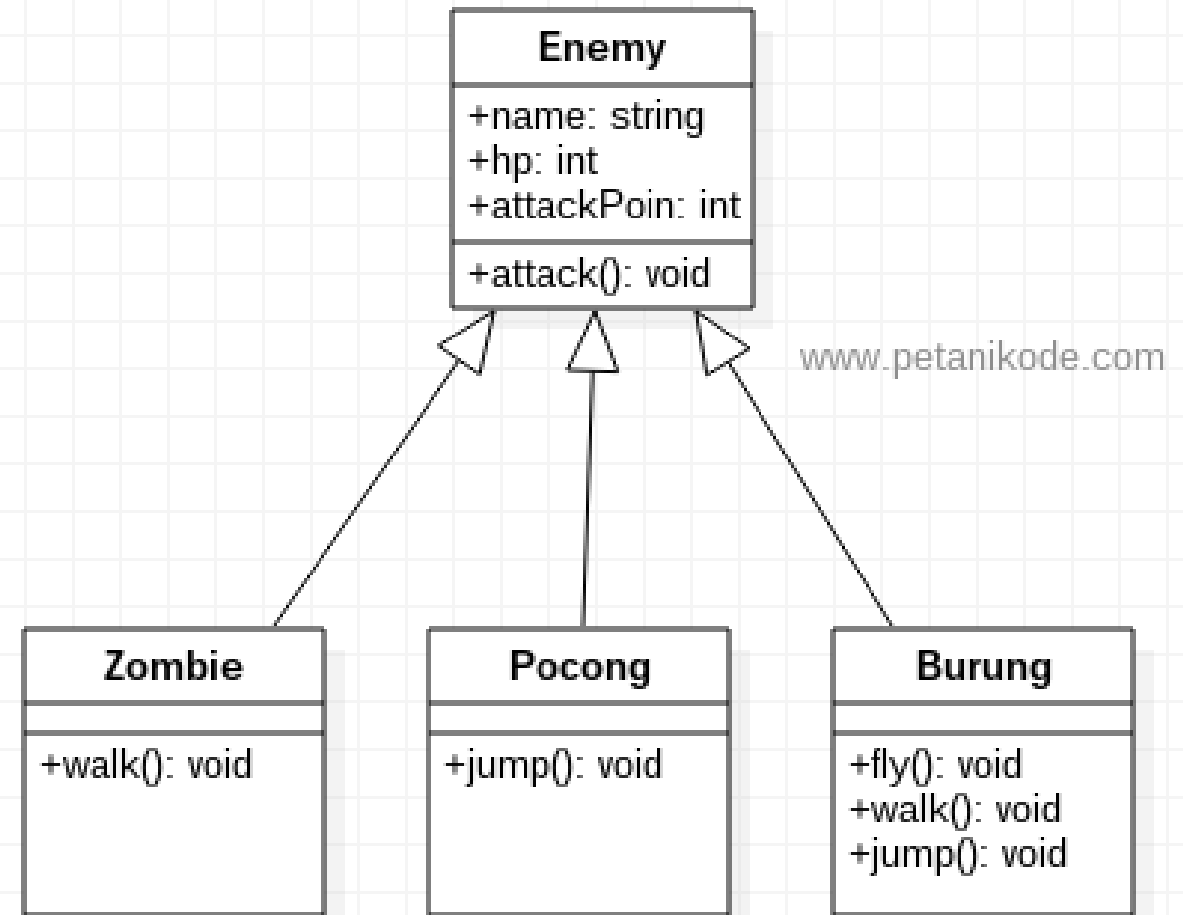 Enemy
+name: string
+hp: int
+attackPoin: int
+attack(): void
www.petanikode.com
Zombie
+walk(): void
Pocong
+jump(): void
Burung
+fly(): void
+walk(): void
+jump(): void